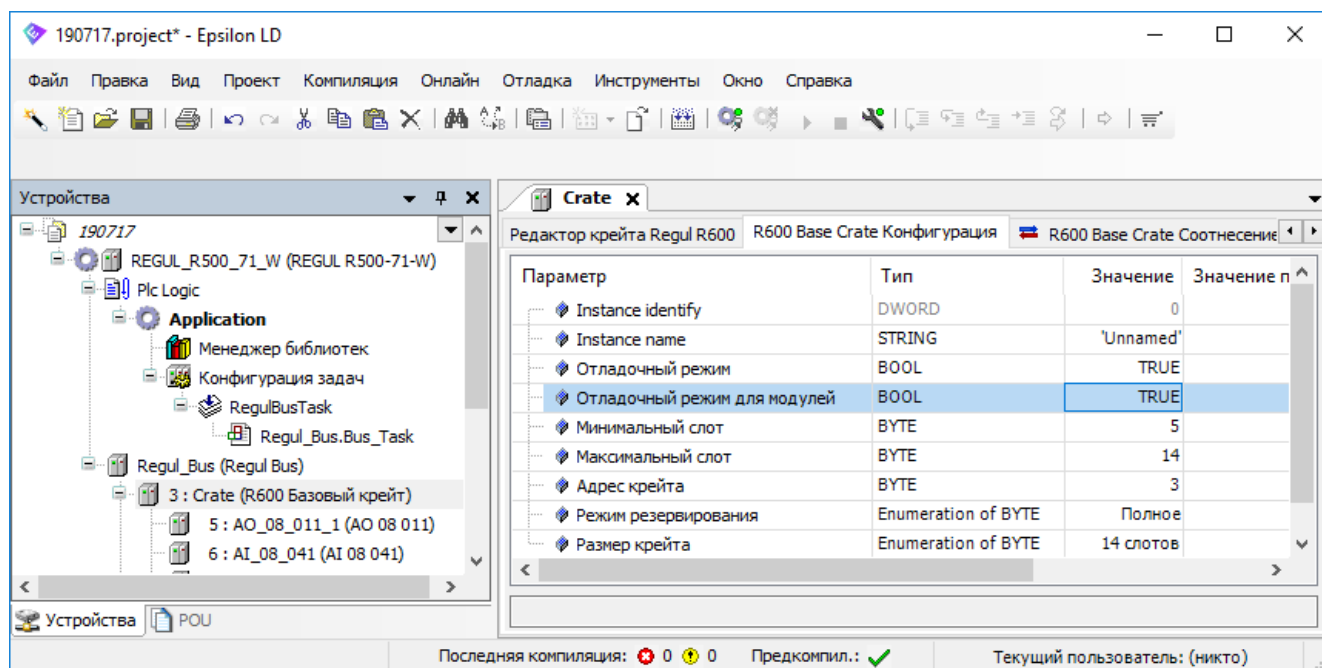 190717.project* - Epsilon LD
Файл Правка Вид Проект Компиляция Онлайн Отладка Инструменты Окно Справка
Устройства
190717
REGUL_R500_71_W (REGUL R500-71-W)
Plc Logic
Application
Менеджер библиотек
Конфигурация задач
RegulBusTask
Regul_Bus.Bus_Task
Regul_Bus (Regul Bus)
3 : Crate (R600 Базовый крейт)
5 : AO_08_011_1 (AO 08 011)
6 : AI_08_041 (AI 08 041)
Устройства POU
Crate
Редактор крейта Regul R600 R600 Base Crate Конфигурация R600 Base Crate Соотнесение
Параметр Тип Значение Значение п
Instance identify DWORD 0
Instance name STRING 'Unnamed'
Отладочный режим BOOL TRUE
Отладочный режим для модулей BOOL TRUE
Минимальный слот BYTE 5
Максимальный слот BYTE 14
Адрес крейта BYTE 3
Режим резервирования Enumeration of BYTE Полное
Размер крейта Enumeration of BYTE 14 слотов
Последняя компиляция: 0 0 Предкомпил.: Текущий пользователь: (никто)